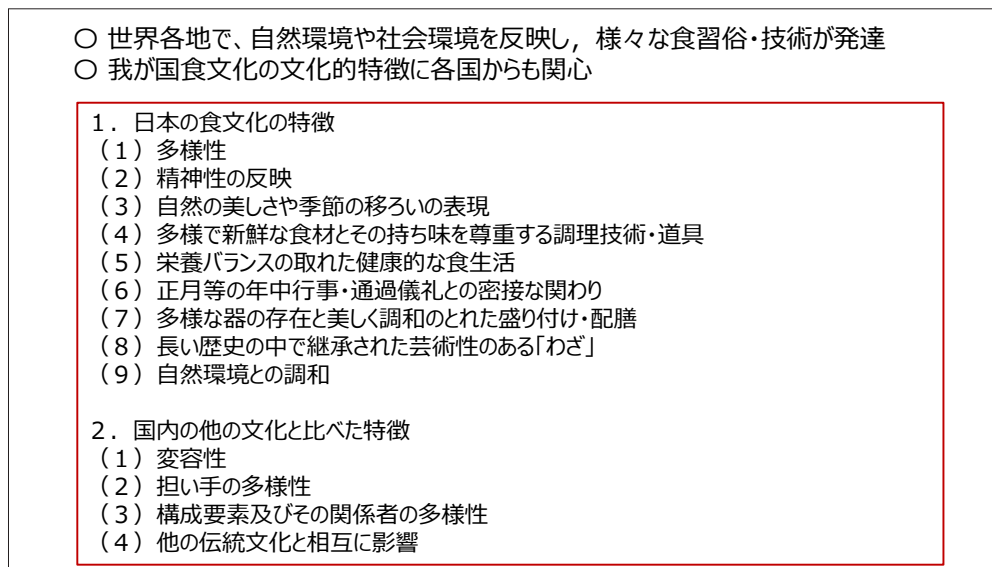 〇 世界各地で、自然環境や社会環境を反映し，様々な食習俗・技術が発達
〇 我が国食文化の文化的特徴に各国からも関心
１．日本の食文化の特徴
（１）多様性
（２）精神性の反映
（３）自然の美しさや季節の移ろいの表現
（４）多様で新鮮な食材とその持ち味を尊重する調理技術・道具
（５）栄養バランスの取れた健康的な食生活
（６）正月等の年中行事・通過儀礼との密接な関わり
（７）多様な器の存在と美しく調和のとれた盛り付け・配膳
（８）長い歴史の中で継承された芸術性のある「わざ」
（９）自然環境との調和
２．国内の他の文化と比べた特徴
（１）変容性
（２）担い手の多様性
（３）構成要素及びその関係者の多様性
（４）他の伝統文化と相互に影響